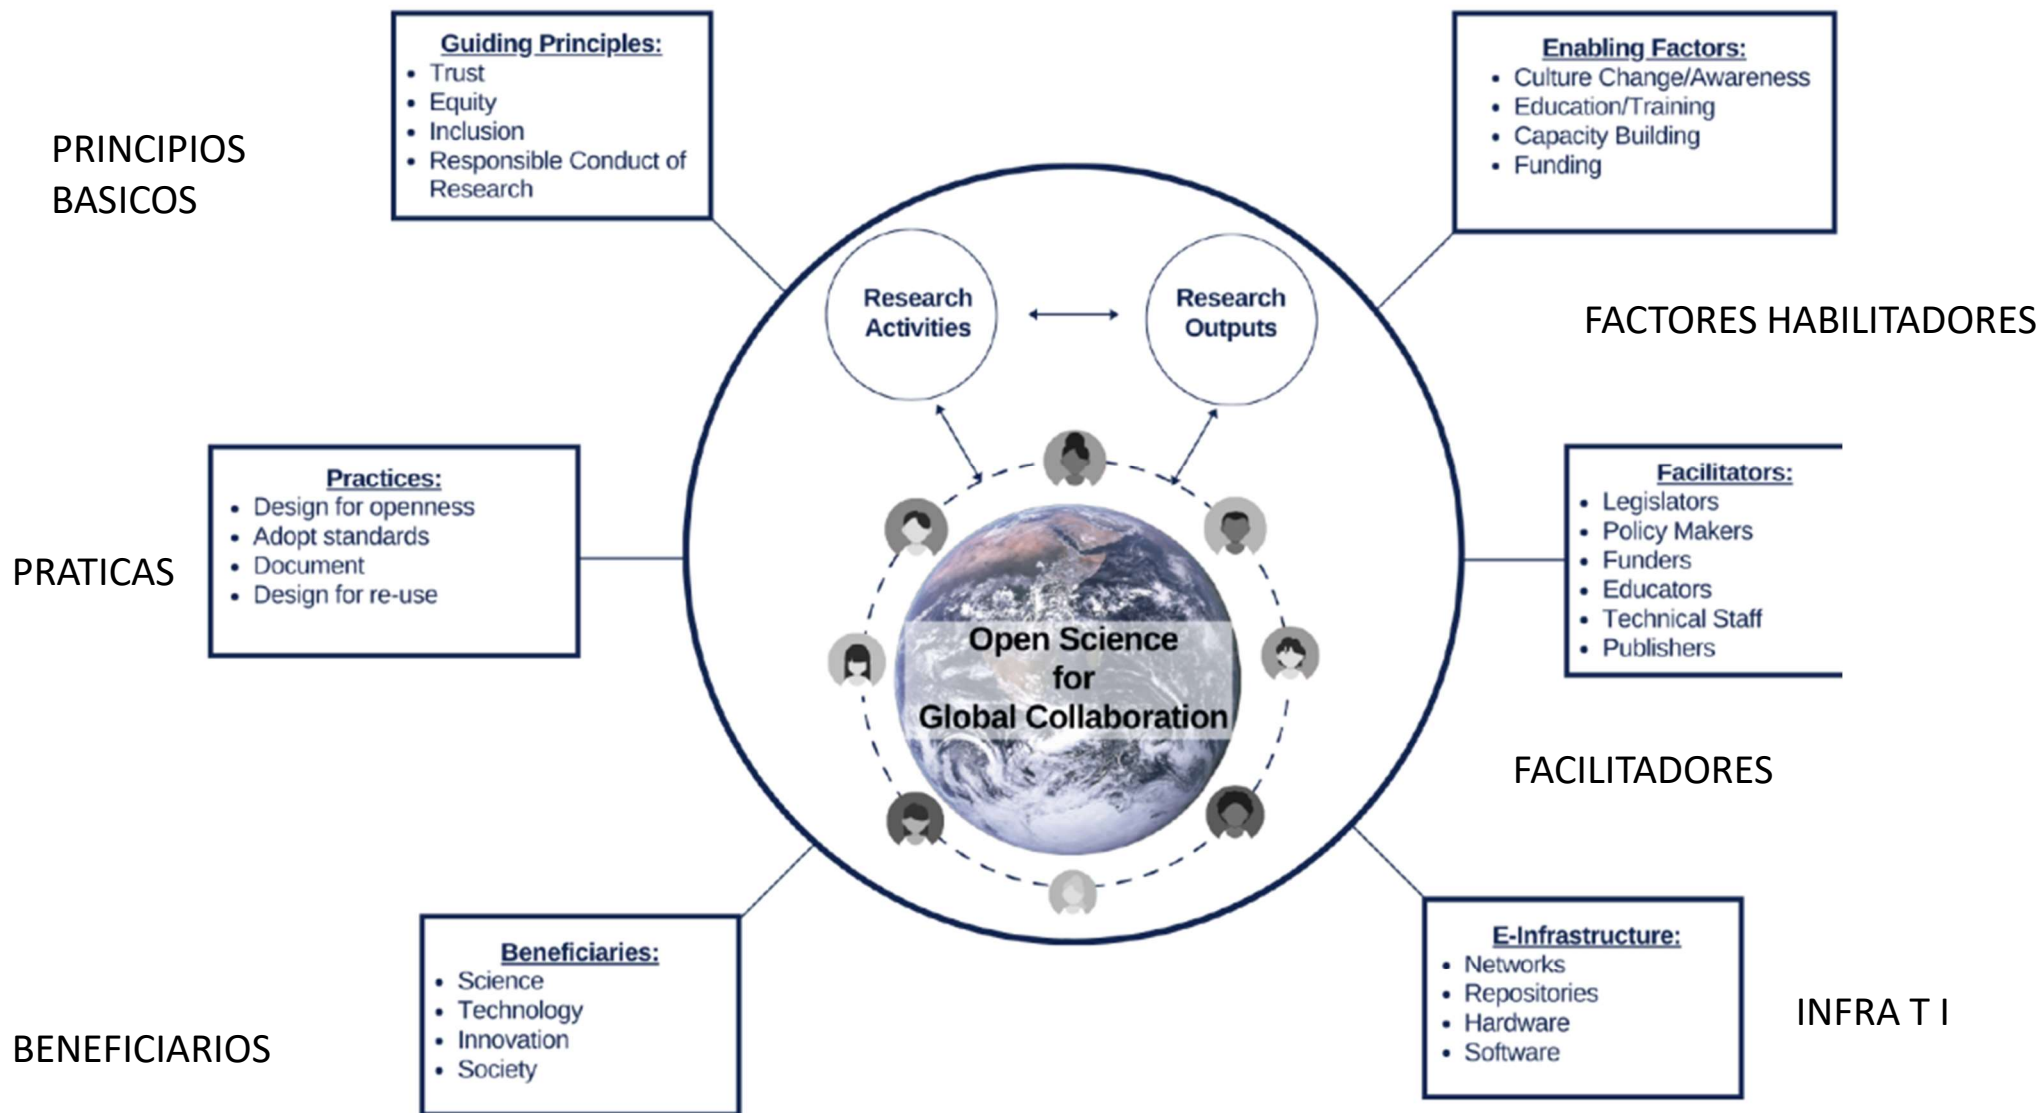 Guiding Principles:
• Trust
• Equity
• Inclusion
• Responsible Conduct of
Research
PRINCIPIOS
BASICOS
Enabling Factors:
• Culture Change/Awareness
• Education/Training
• Capacity Building
• Funding
FACTORES HABILITADORES
Research
Activities
Research
Outputs
Practices:
• Design for openness
• Adopt standards
• Document
• Design for re-use
PRATICAS
Facilitators:
• Legislators
• Policy Makers
• Funders
• Educators
• Technical Staff
• Publishers
FACILITADORES
Open Science
for
Global Collaboration
Beneficiaries:
• Science
• Technology
• Innovation
• Society
BENEFICIARIOS
E-Infrastructure:
• Networks
• Repositories
• Hardware
• Software
INFRA T I